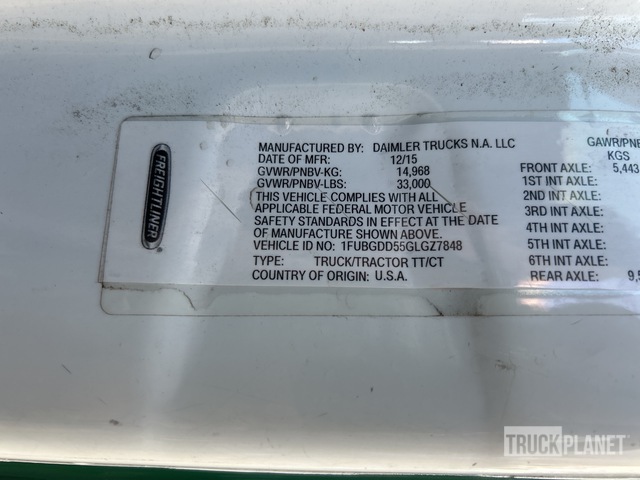 FREIGHTLINER
MANUFACTURED BY: DAIMLER TRUCKS N.A. LLC
DATE OF MFR: 12/15
GVWR/PNBV-KG: 14,968
GVWR/PNBV-LBS: 33,000
THIS VEHICLE COMPLIES WITH ALL
APPLICABLE FEDERAL MOTOR VEHICLE
SAFETY STANDARDS IN EFFECT AT THE DATE
OF MANUFACTURE SHOWN ABOVE.
VEHICLE ID NO: 1FUBGDD55GLGZ7848
TYPE: TRUCK/TRACTOR TT/CT
COUNTRY OF ORIGIN: U.S.A.
GAWR/PNB
KGS
FRONT AXLE: 5,443
1ST INT AXLE:
2ND INT AXLE:
3RD INT AXLE:
4TH INT AXLE:
5TH INT AXLE:
6TH INT AXLE:
REAR AXLE: 9,5
TRUCKPLANET